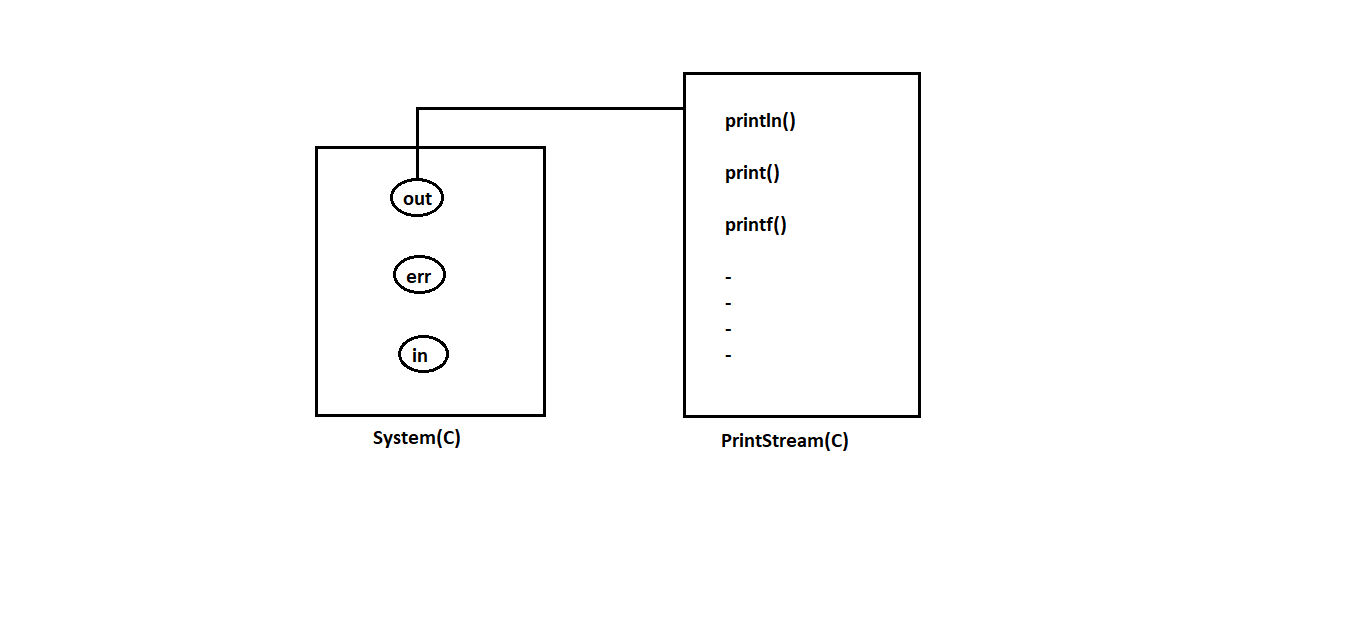 out
err
in
System(C)
println()
print()
printf()
-
-
-
-
PrintStream(C)